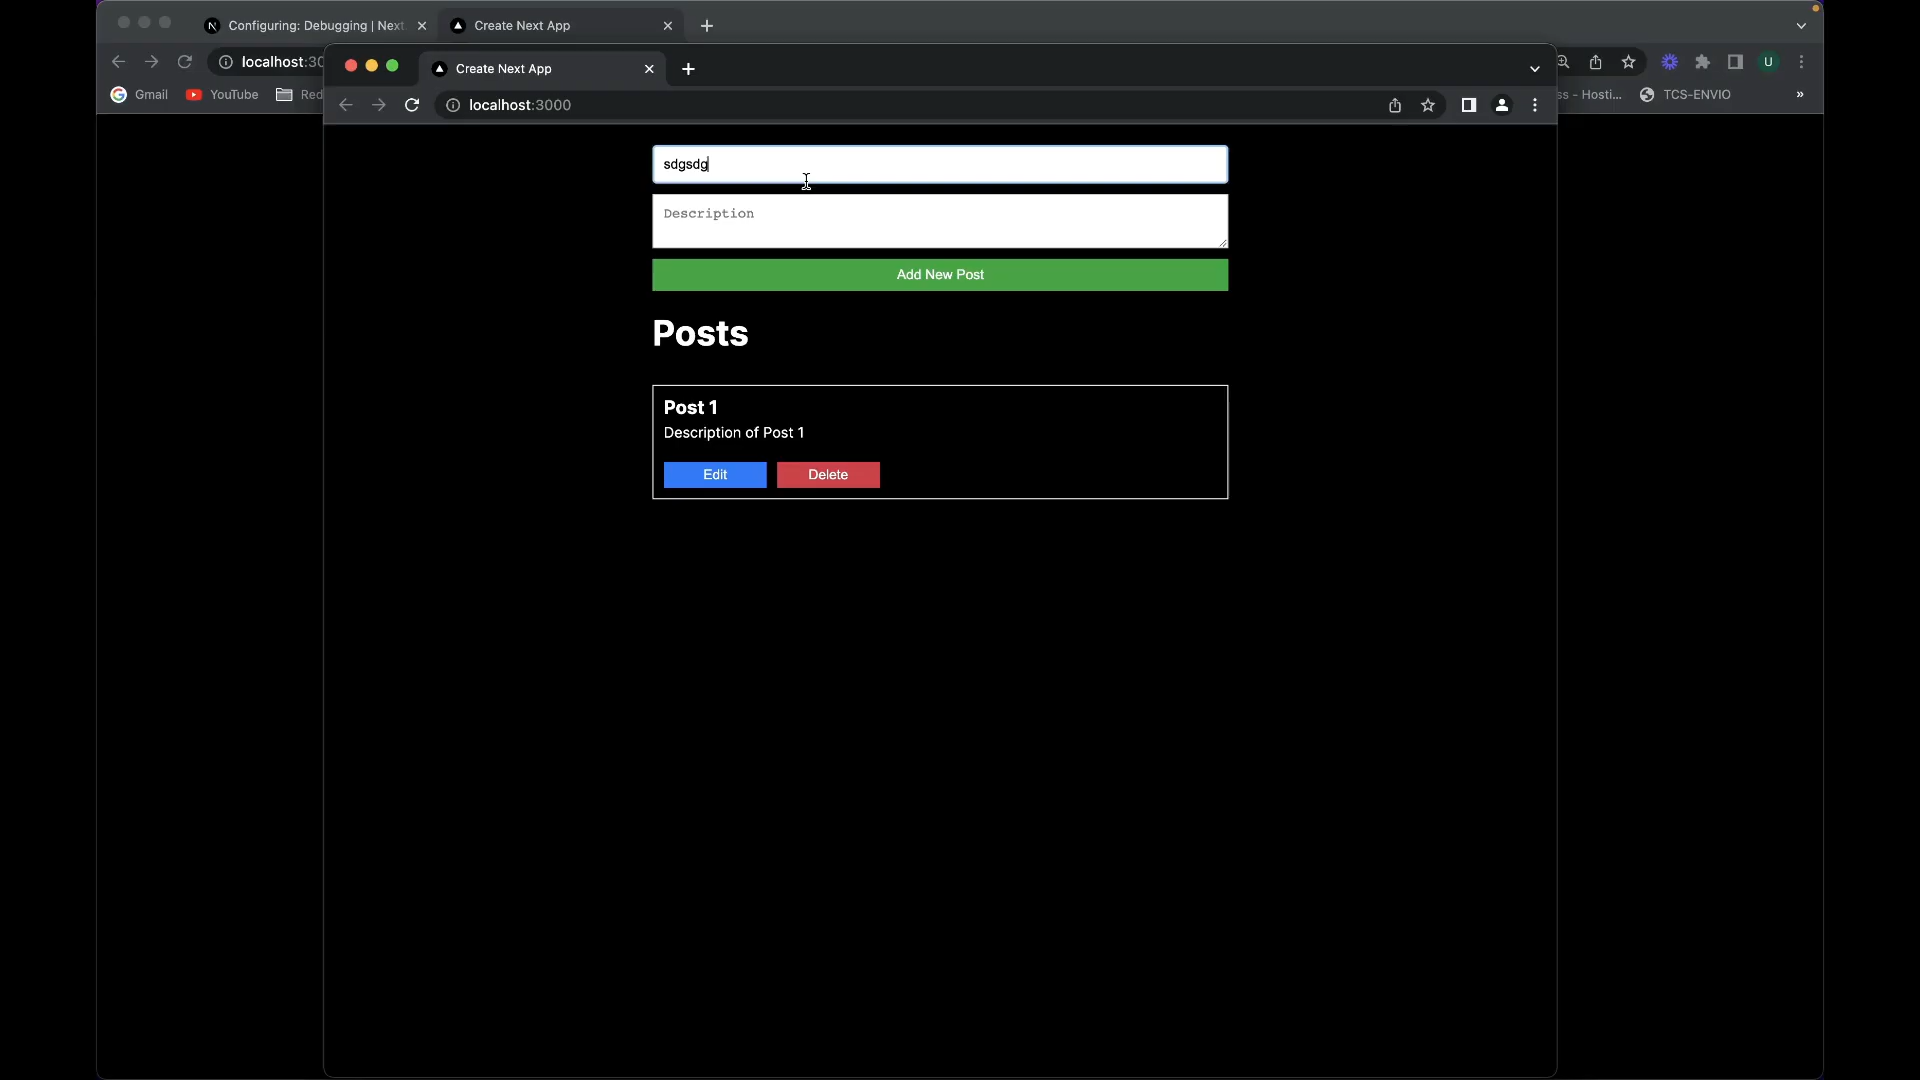 Configuring: Debugging | Next
Create Next App
localhost:30
Gmail
YouTube
Red
ss - Hosti...
TCS-ENVIO
»
U
Create Next App
localhost:3000
sdgsdg
Description
Add New Post
Posts
Post 1
Description of Post 1
Edit
Delete